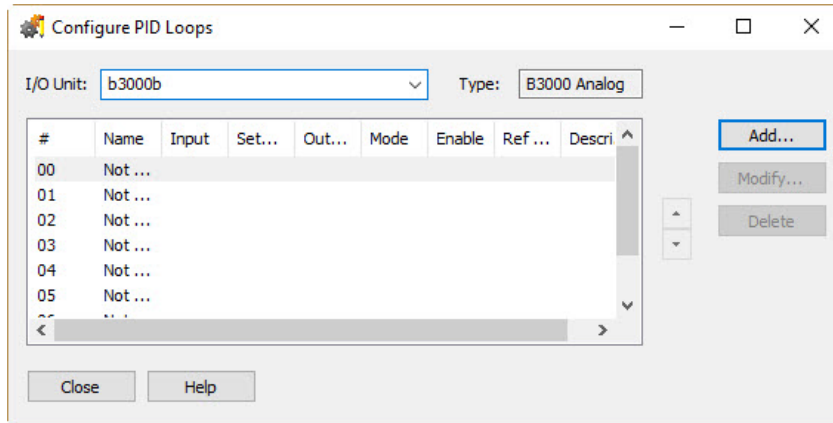 Configure PID Loops
I/O Unit: b3000b Type: B3000 Analog
# Name Input Set... Out... Mode Enable Ref ... Descri
00 Not ...
01 Not ...
02 Not ...
03 Not ...
04 Not ...
05 Not ...
Add...
Modify...
Delete
Close Help